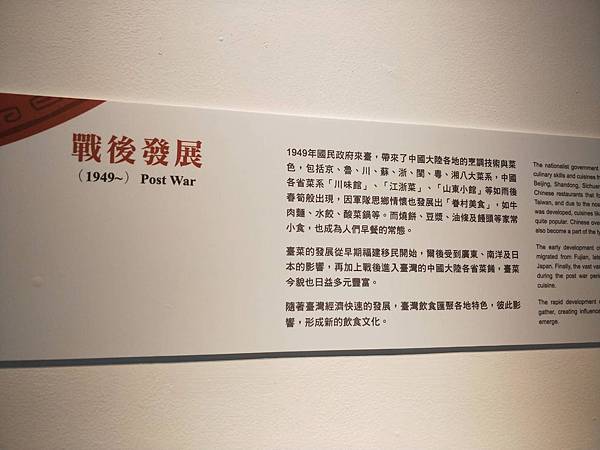 戰後發展
（1949~） Post War
1949年國民政府來臺，帶來了中國大陸各地的烹調技術與菜
色，包括京、魯、川、蘇、浙、閩、粵、湘八大菜系，中國
各省菜系「川味館」、「江浙菜」、「山東小館」等如雨後
春筍般出現，因軍隊思鄉情懷也發展出「眷村美食」，如牛
肉麵、水餃、酸菜鍋等。而燒餅、豆漿、油條及饅頭等家常
小食，也成為人們早餐的常態。
臺菜的發展從早期福建移民開始，爾後受到廣東、南洋及日
本的影響，再加上戰後進入臺灣的中國大陸各省菜餚，臺菜
今貌也日益多元豐富。
隨著臺灣經濟快速的發展，臺灣飲食匯聚各地特色，彼此影
響，形成新的飲食文化。
The nationalist government
culinary skills and cuisines
Beijing, Shandong, Sichuan
Chinese restaurants that
Taiwan, and due to the
was developed, cuisines
quite popular. Chinese
also become a part of the
The early development
migrated from Fujian,
Japan. Finally, the vast
during the post war
cuisine.
The rapid development
gather, creating
emerge.